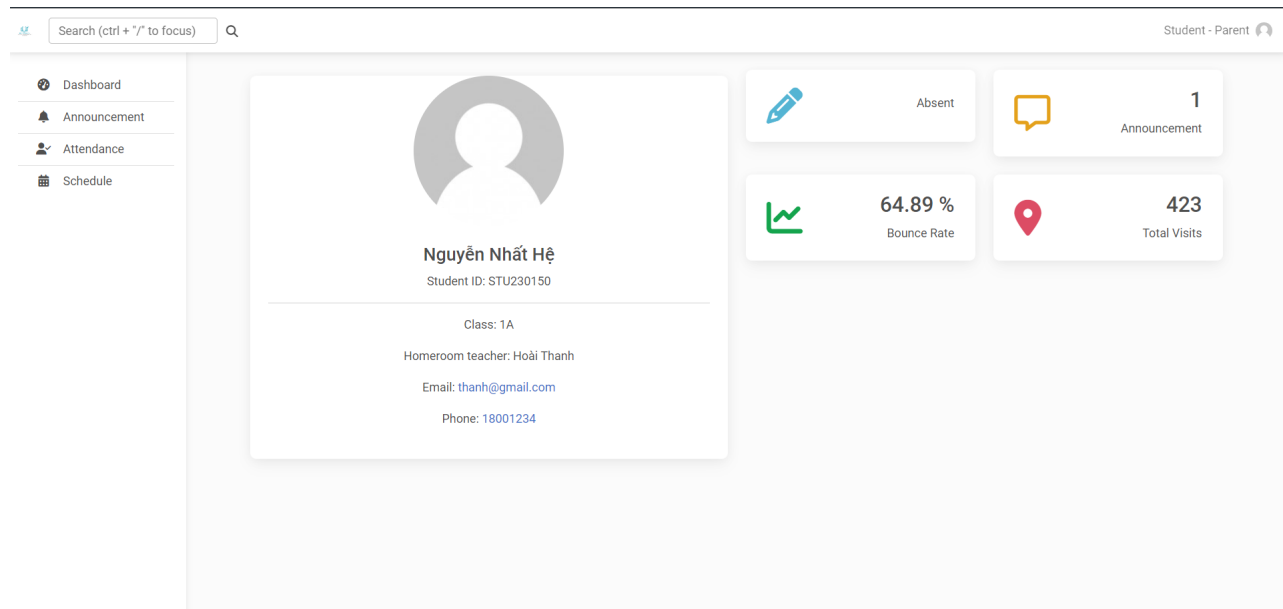 Search (ctrl + "/" to focus)
Student - Parent
Dashboard
Announcement
Attendance
Schedule
Nguyễn Nhất Hệ
Student ID: STU230150
Class: 1A
Homeroom teacher: Hoài Thanh
Email: thanh@gmail.com
Phone: 18001234
Absent
1
Announcement
64.89 %
Bounce Rate
423
Total Visits